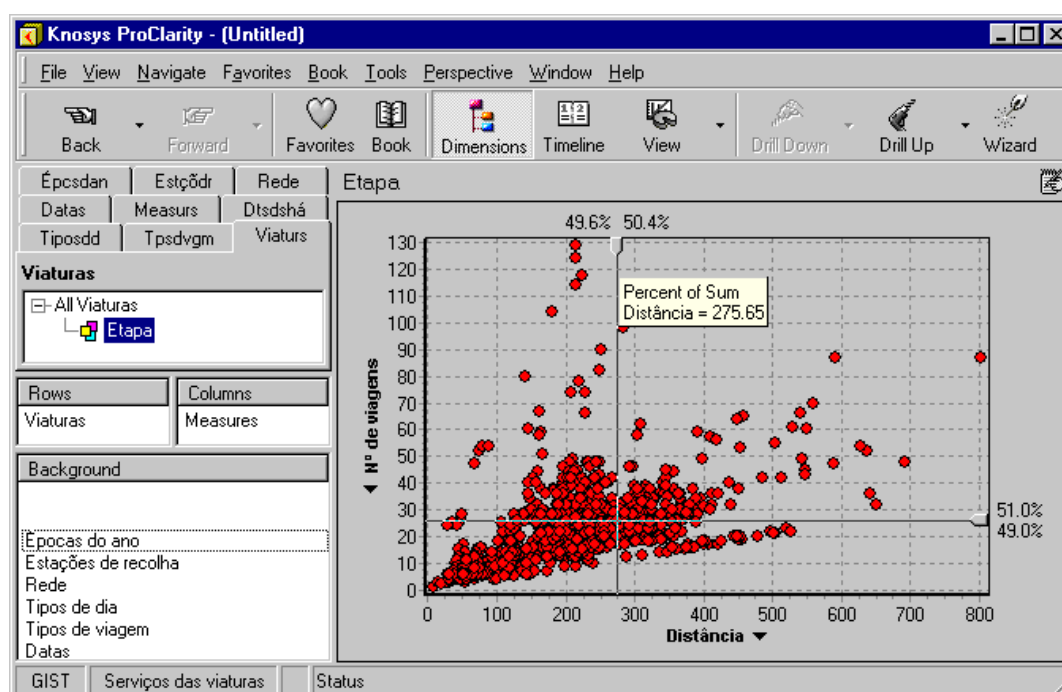 Knosys ProClarity - (Untitled)
File View Navigate Favorites Book Tools Perspective Window Help
Back Forward Favorites Book Dimensions Timeline View Drill Down Drill Up Wizard
Épcsdan Estçõdr Rede
Datas Measurs Dtsdshá
Tiposdd Tpsdvgm Viaturs
Viaturas
All Viaturas
Etapa
Rows Columns
Viaturas Measures
Background
Épocas do ano
Estações de recolha
Rede
Tipos de dia
Tipos de viagem
Datas
Etapa
49.6% 50.4%
Percent of Sum
Distância = 275.65
130
120
110
100
90
80
70
60
50
40
30
20
10
0
Nº de viagens
51.0%
49.0%
0 100 200 300 400 500 600 700 800
Distância
GIST Serviços das viaturas Status